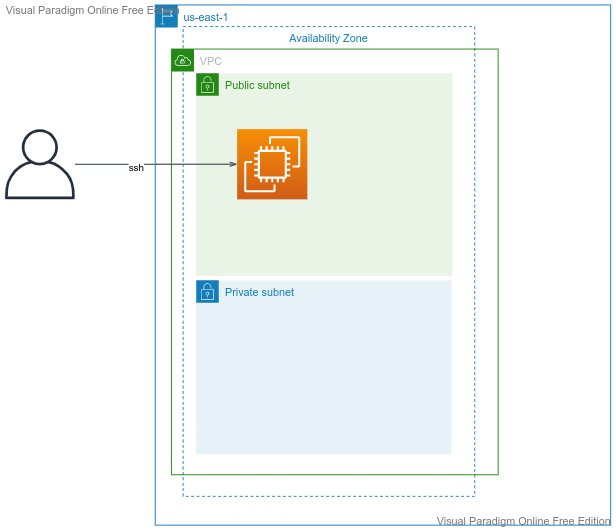 Visual Paradigm Online Free Edition
us-east-1
Availability Zone
VPC
Public subnet
ssh
Private subnet
Visual Paradigm Online Free Edition